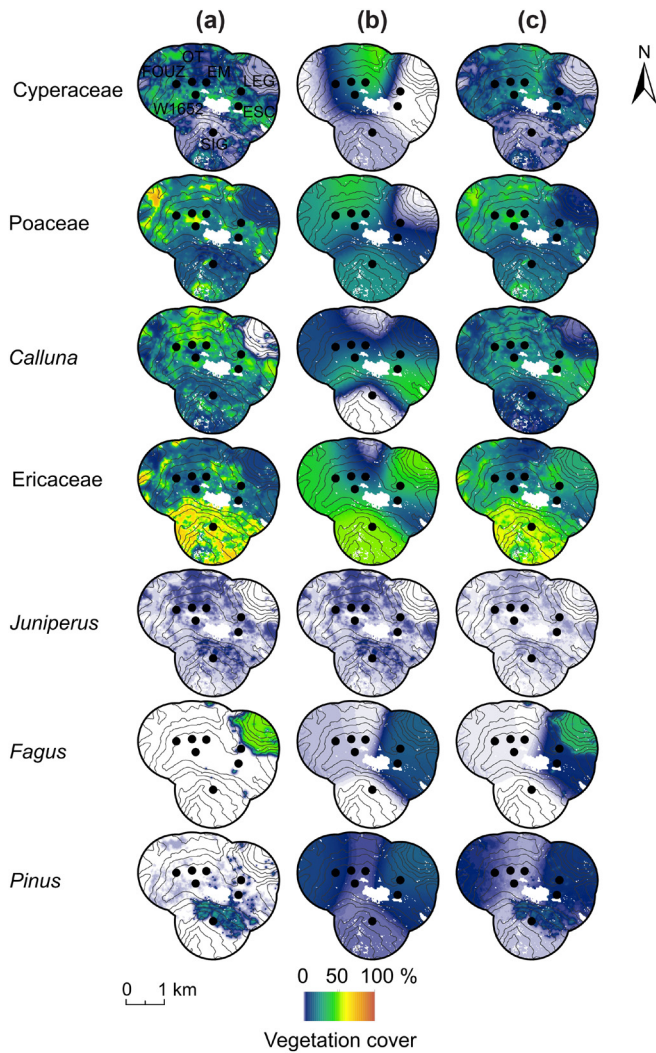 (a) (b) (c)
N
Cyperaceae
OT
FOUZ EM
LEG
W1652 ESC
SIG
Poaceae
Calluna
Ericaceae
Juniperus
Fagus
Pinus
0 1 km
0 50 100 %
Vegetation cover